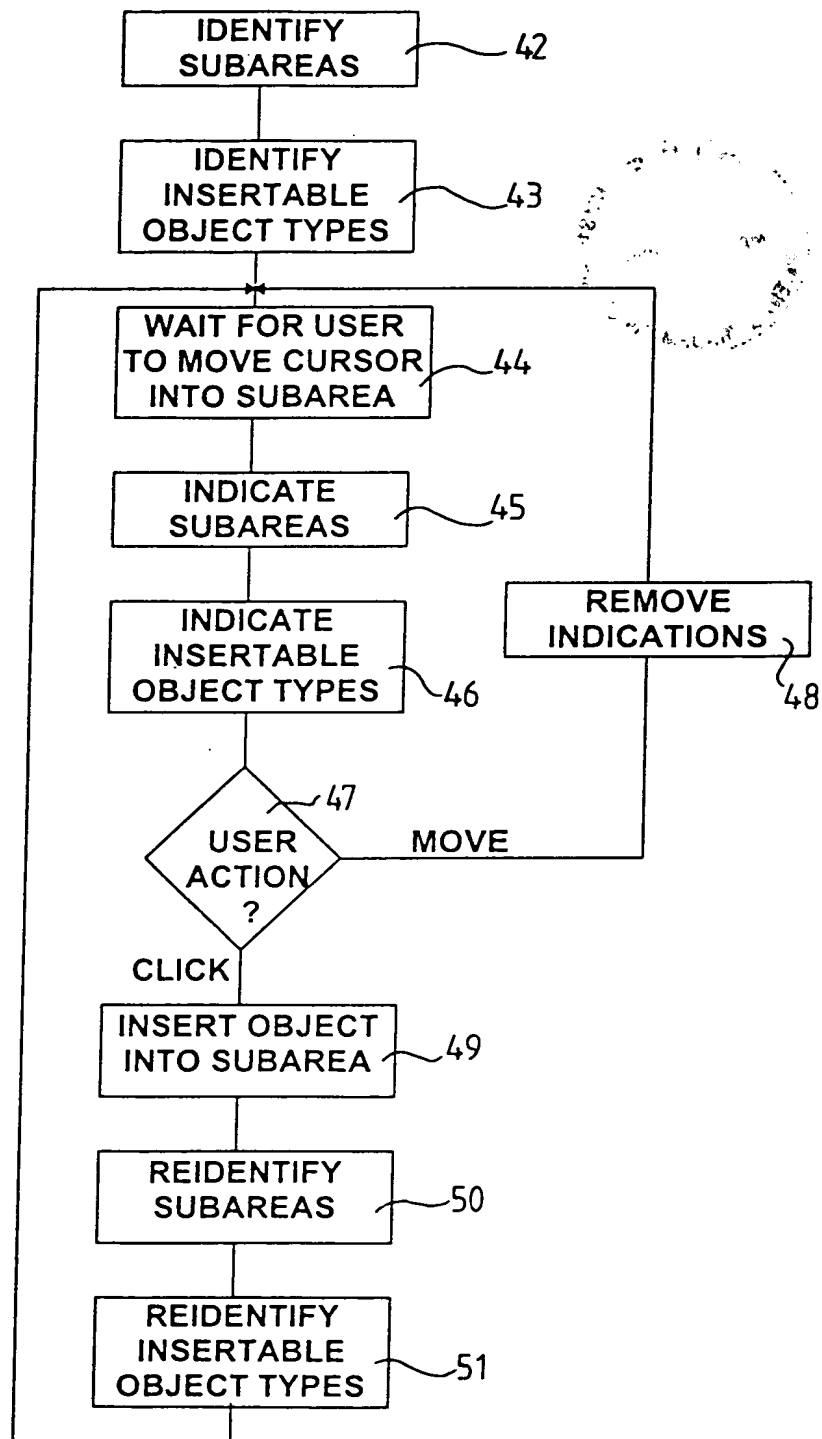 IDENTIFY
SUBAREAS
42
IDENTIFY
INSERTABLE
OBJECT TYPES
43
WAIT FOR USER
TO MOVE CURSOR
INTO SUBAREA
44
INDICATE
SUBAREAS
45
INDICATE
INSERTABLE
OBJECT TYPES
46
REMOVE
INDICATIONS
48
47
USER
ACTION
?
MOVE
CLICK
INSERT OBJECT
INTO SUBAREA
49
REIDENTIFY
SUBAREAS
50
REIDENTIFY
INSERTABLE
OBJECT TYPES
51